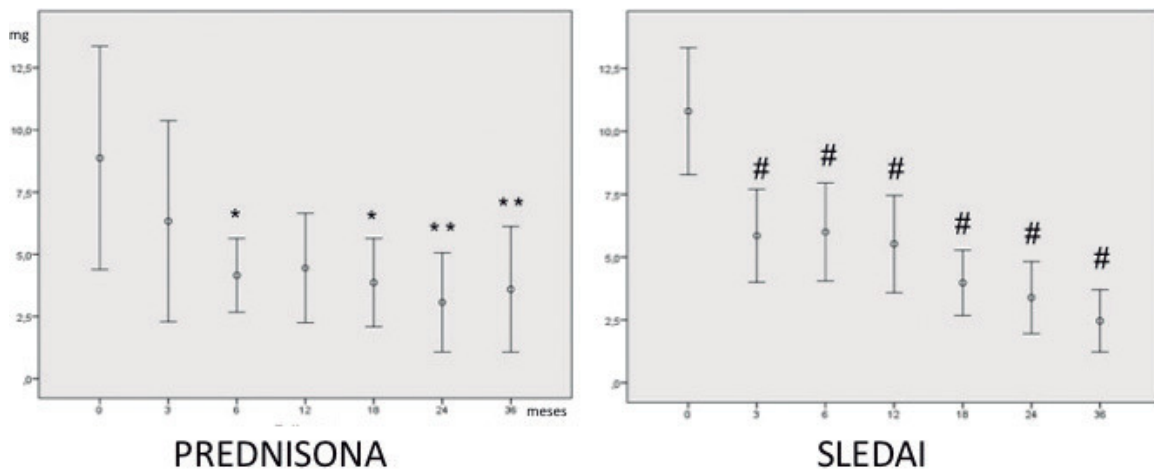 mg
12,5
10,0
7,5
5,0
2,5
,0
* * ** **
0 3 6 12 18 24 36 meses
PREDNISONA
12,5
10,0
7,5
5,0
2,5
,0
# # # # # #
0 3 6 12 18 24 36
SLEDAI